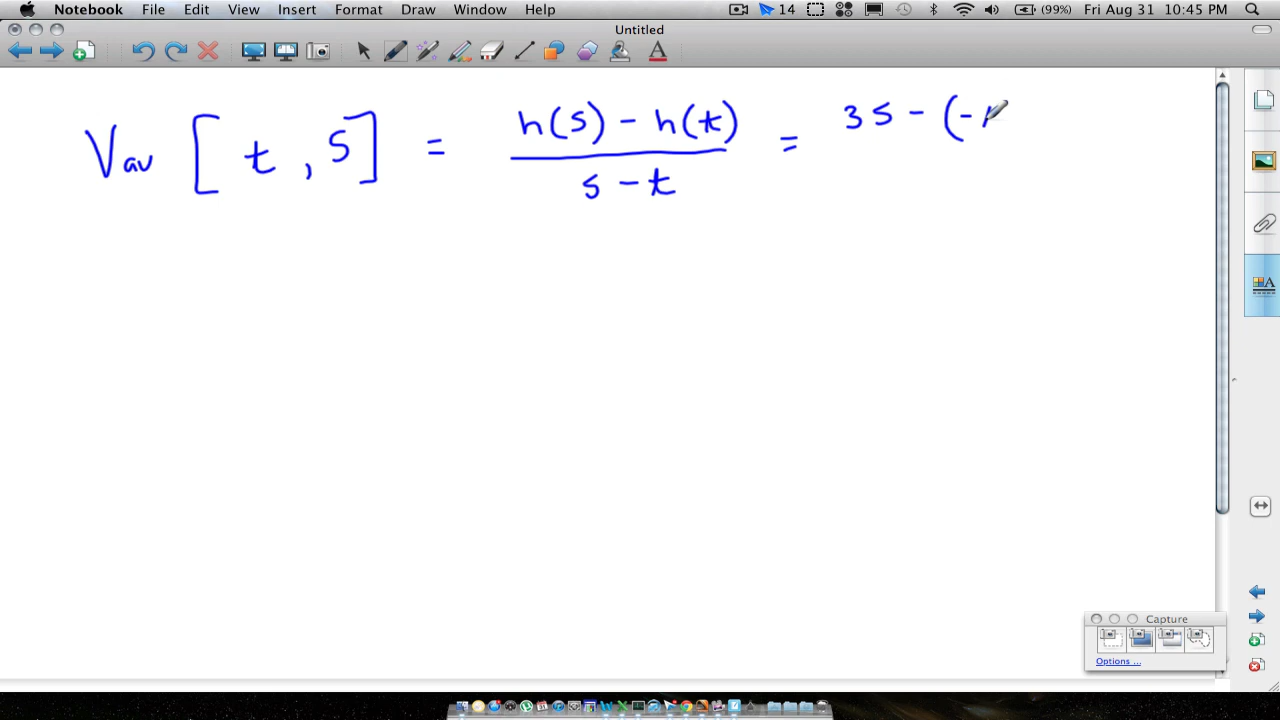 Notebook File Edit View Insert Format Draw Window Help 14 (99%) Fri Aug 31 10:45 PM
Untitled
Vav [t, 5] = h(5) - h(t) / 5 - t = 35 - (-1
Capture
Options ...